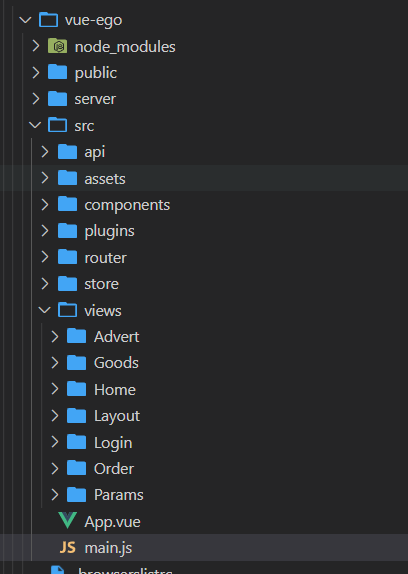 vue-ego
node_modules
public
server
src
api
assets
components
plugins
router
store
views
Advert
Goods
Home
Layout
Login
Order
Params
App.vue
JS main.js
.browserslistrc